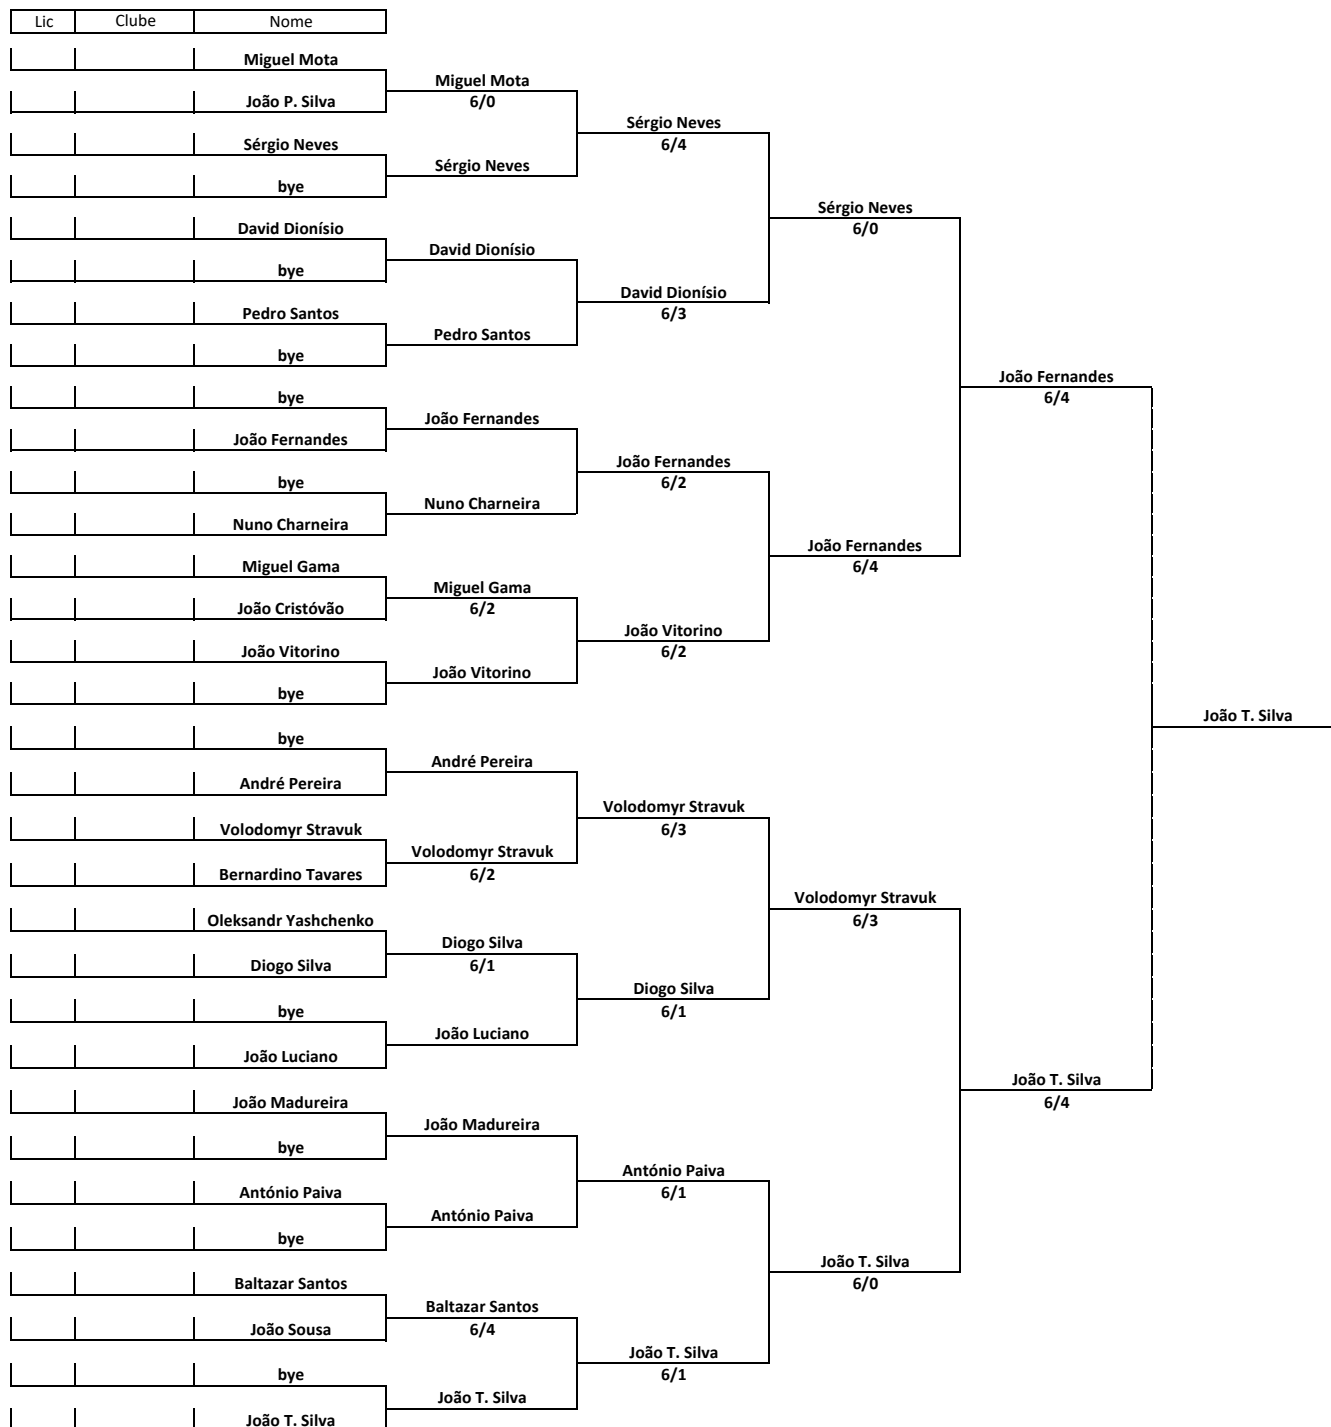 Lic Clube Nome
Miguel Mota
Miguel Mota
João P. Silva
6/0
Sérgio Neves
Sérgio Neves
6/4
Sérgio Neves
bye
Sérgio Neves
David Dionísio
6/0
David Dionísio
bye
David Dionísio
Pedro Santos
6/3
Pedro Santos
bye
João Fernandes
bye
6/4
João Fernandes
João Fernandes
João Fernandes
bye
6/2
Nuno Charneira
Nuno Charneira
João Fernandes
Miguel Gama
6/4
Miguel Gama
João Cristóvão
6/2
João Vitorino
João Vitorino
6/2
João Vitorino
bye
João T. Silva
bye
André Pereira
André Pereira
Volodomyr Stravuk
Volodomyr Stravuk
6/3
Volodomyr Stravuk
Bernardino Tavares
6/2
Volodomyr Stravuk
Oleksandr Yashchenko
6/3
Diogo Silva
Diogo Silva
6/1
Diogo Silva
bye
6/1
João Luciano
João Luciano
João T. Silva
João Madureira
6/4
João Madureira
bye
António Paiva
António Paiva
6/1
António Paiva
bye
João T. Silva
Baltazar Santos
6/0
Baltazar Santos
João Sousa
6/4
João T. Silva
bye
6/1
João T. Silva
João T. Silva